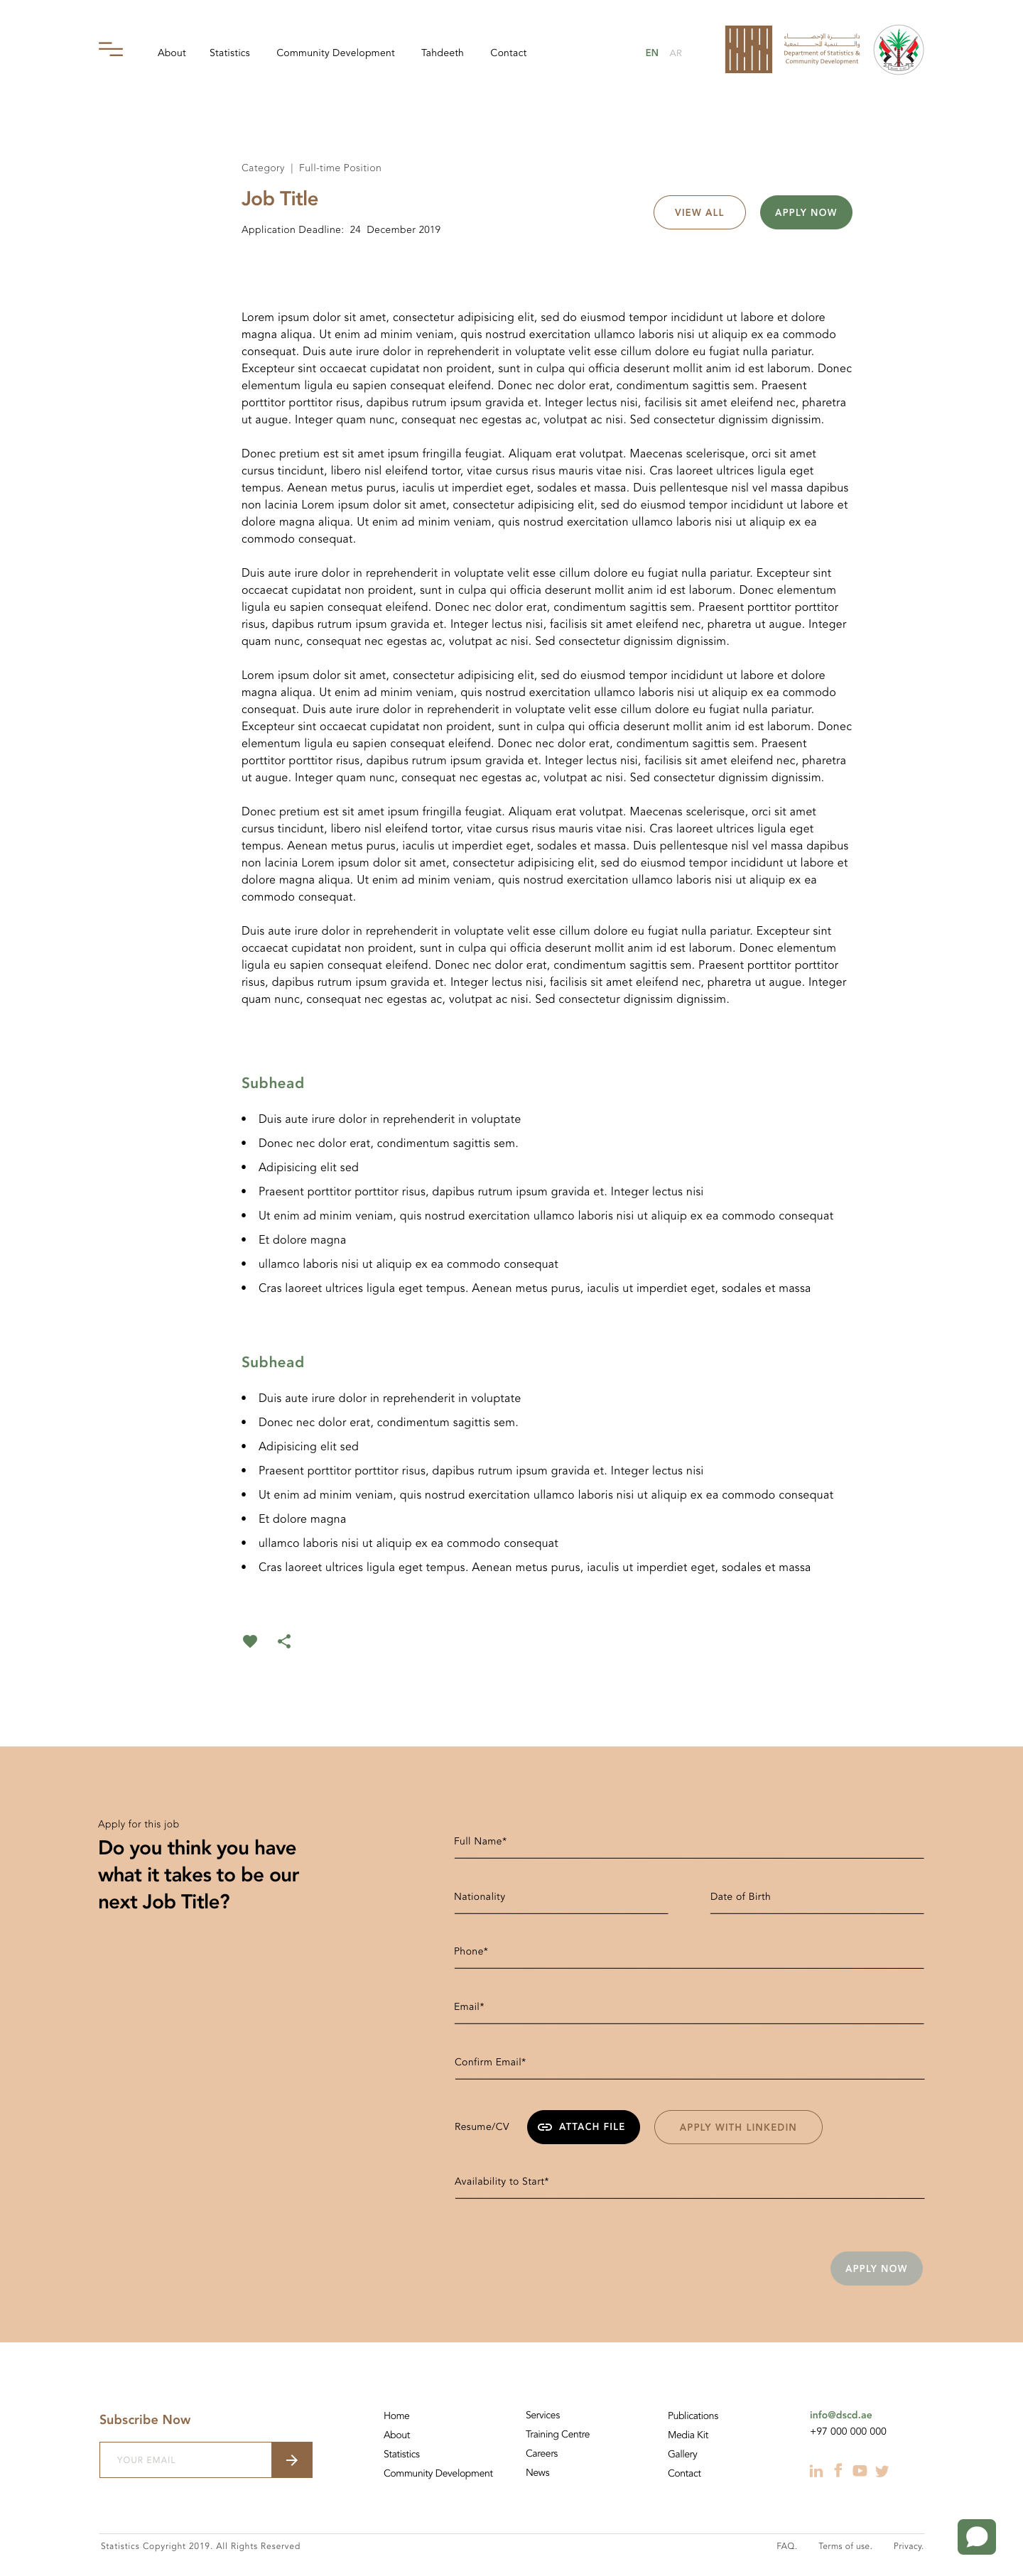 About Statistics Community Development Tahdeeth Contact EN AR
دائرة الإحصاء
والتنمية المجتمعية
Department of Statistics &
Community Development
Category | Full-time Position
Job Title
VIEW ALL APPLY NOW
Application Deadline: 24 December 2019
Lorem ipsum dolor sit amet, consectetur adipisicing elit, sed do eiusmod tempor incididunt ut labore et dolore
magna aliqua. Ut enim ad minim veniam, quis nostrud exercitation ullamco laboris nisi ut aliquip ex ea commodo
consequat. Duis aute irure dolor in reprehenderit in voluptate velit esse cillum dolore eu fugiat nulla pariatur.
Excepteur sint occaecat cupidatat non proident, sunt in culpa qui officia deserunt mollit anim id est laborum. Donec
elementum ligula eu sapien consequat eleifend. Donec nec dolor erat, condimentum sagittis sem. Praesent
porttitor porttitor risus, dapibus rutrum ipsum gravida et. Integer lectus nisi, facilisis sit amet eleifend nec, pharetra
ut augue. Integer quam nunc, consequat nec egestas ac, volutpat ac nisi. Sed consectetur dignissim dignissim.
Donec pretium est sit amet ipsum fringilla feugiat. Aliquam erat volutpat. Maecenas scelerisque, orci sit amet
cursus tincidunt, libero nisl eleifend tortor, vitae cursus risus mauris vitae nisi. Cras laoreet ultrices ligula eget
tempus. Aenean metus purus, iaculis ut imperdiet eget, sodales et massa. Duis pellentesque nisl vel massa dapibus
non lacinia Lorem ipsum dolor sit amet, consectetur adipisicing elit, sed do eiusmod tempor incididunt ut labore et
dolore magna aliqua. Ut enim ad minim veniam, quis nostrud exercitation ullamco laboris nisi ut aliquip ex ea
commodo consequat.
Duis aute irure dolor in reprehenderit in voluptate velit esse cillum dolore eu fugiat nulla pariatur. Excepteur sint
occaecat cupidatat non proident, sunt in culpa qui officia deserunt mollit anim id est laborum. Donec elementum
ligula eu sapien consequat eleifend. Donec nec dolor erat, condimentum sagittis sem. Praesent porttitor porttitor
risus, dapibus rutrum ipsum gravida et. Integer lectus nisi, facilisis sit amet eleifend nec, pharetra ut augue. Integer
quam nunc, consequat nec egestas ac, volutpat ac nisi. Sed consectetur dignissim dignissim.
Lorem ipsum dolor sit amet, consectetur adipisicing elit, sed do eiusmod tempor incididunt ut labore et dolore
magna aliqua. Ut enim ad minim veniam, quis nostrud exercitation ullamco laboris nisi ut aliquip ex ea commodo
consequat. Duis aute irure dolor in reprehenderit in voluptate velit esse cillum dolore eu fugiat nulla pariatur.
Excepteur sint occaecat cupidatat non proident, sunt in culpa qui officia deserunt mollit anim id est laborum. Donec
elementum ligula eu sapien consequat eleifend. Donec nec dolor erat, condimentum sagittis sem. Praesent
porttitor porttitor risus, dapibus rutrum ipsum gravida et. Integer lectus nisi, facilisis sit amet eleifend nec, pharetra
ut augue. Integer quam nunc, consequat nec egestas ac, volutpat ac nisi. Sed consectetur dignissim dignissim.
Donec pretium est sit amet ipsum fringilla feugiat. Aliquam erat volutpat. Maecenas scelerisque, orci sit amet
cursus tincidunt, libero nisl eleifend tortor, vitae cursus risus mauris vitae nisi. Cras laoreet ultrices ligula eget
tempus. Aenean metus purus, iaculis ut imperdiet eget, sodales et massa. Duis pellentesque nisl vel massa dapibus
non lacinia Lorem ipsum dolor sit amet, consectetur adipisicing elit, sed do eiusmod tempor incididunt ut labore et
dolore magna aliqua. Ut enim ad minim veniam, quis nostrud exercitation ullamco laboris nisi ut aliquip ex ea
commodo consequat.
Duis aute irure dolor in reprehenderit in voluptate velit esse cillum dolore eu fugiat nulla pariatur. Excepteur sint
occaecat cupidatat non proident, sunt in culpa qui officia deserunt mollit anim id est laborum. Donec elementum
ligula eu sapien consequat eleifend. Donec nec dolor erat, condimentum sagittis sem. Praesent porttitor porttitor
risus, dapibus rutrum ipsum gravida et. Integer lectus nisi, facilisis sit amet eleifend nec, pharetra ut augue. Integer
quam nunc, consequat nec egestas ac, volutpat ac nisi. Sed consectetur dignissim dignissim.
Subhead
• Duis aute irure dolor in reprehenderit in voluptate
• Donec nec dolor erat, condimentum sagittis sem.
• Adipisicing elit sed
• Praesent porttitor porttitor risus, dapibus rutrum ipsum gravida et. Integer lectus nisi
• Ut enim ad minim veniam, quis nostrud exercitation ullamco laboris nisi ut aliquip ex ea commodo consequat
• Et dolore magna
• ullamco laboris nisi ut aliquip ex ea commodo consequat
• Cras laoreet ultrices ligula eget tempus. Aenean metus purus, iaculis ut imperdiet eget, sodales et massa
Subhead
• Duis aute irure dolor in reprehenderit in voluptate
• Donec nec dolor erat, condimentum sagittis sem.
• Adipisicing elit sed
• Praesent porttitor porttitor risus, dapibus rutrum ipsum gravida et. Integer lectus nisi
• Ut enim ad minim veniam, quis nostrud exercitation ullamco laboris nisi ut aliquip ex ea commodo consequat
• Et dolore magna
• ullamco laboris nisi ut aliquip ex ea commodo consequat
• Cras laoreet ultrices ligula eget tempus. Aenean metus purus, iaculis ut imperdiet eget, sodales et massa
Apply for this job
Do you think you have
what it takes to be our
next Job Title?
Full Name*
Nationality Date of Birth
Phone*
Email*
Confirm Email*
Resume/CV ATTACH FILE APPLY WITH LINKEDIN
Availability to Start*
APPLY NOW
Subscribe Now
YOUR EMAIL
Home
About
Statistics
Community Development
Services
Training Centre
Careers
News
Publications
Media Kit
Gallery
Contact
info@dscd.ae
+97 000 000 000
Statistics Copyright 2019. All Rights Reserved FAQ. Terms of use. Privacy.